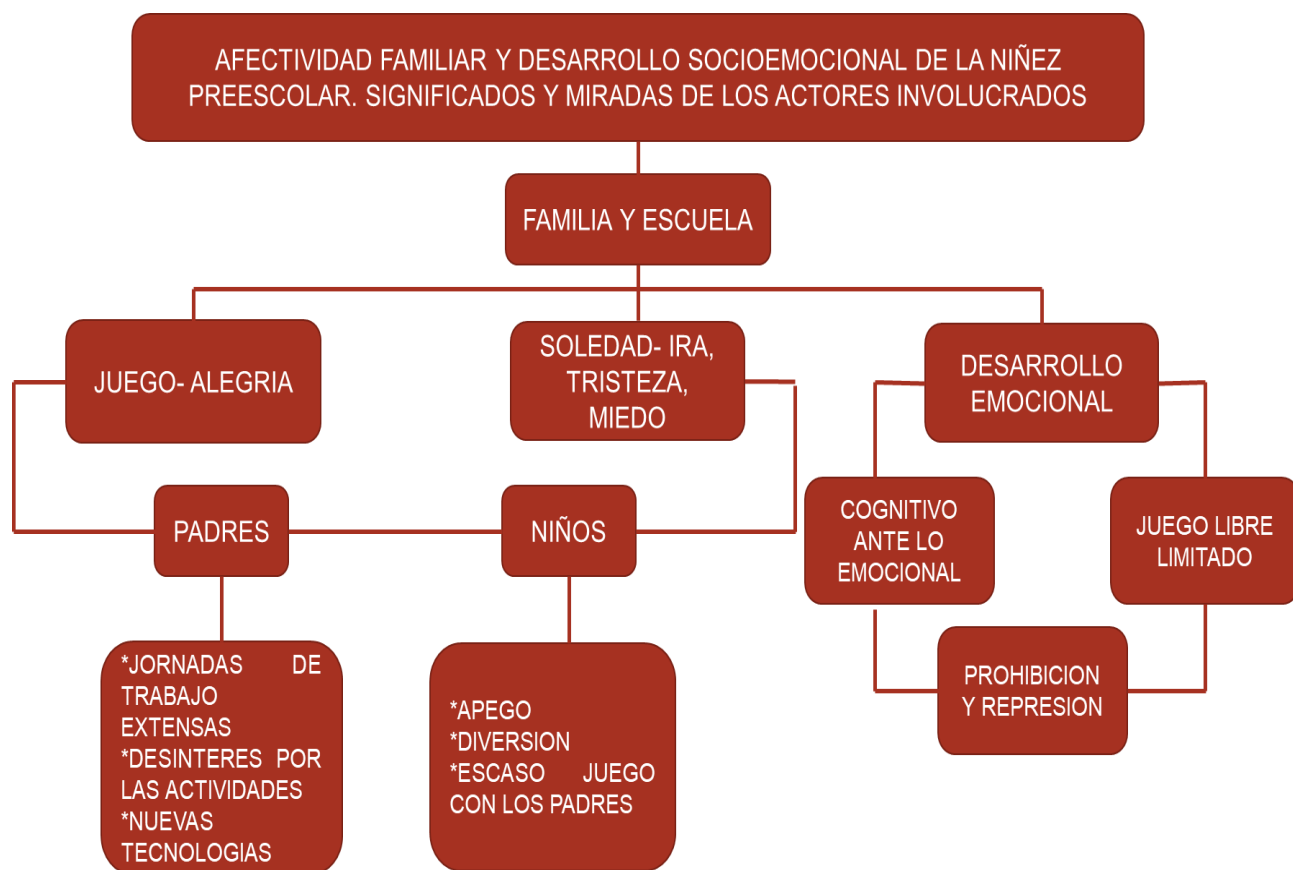 AFECTIVIDAD FAMILIAR Y DESARROLLO SOCIOEMOCIONAL DE LA NIÑEZ
PREESCOLAR. SIGNIFICADOS Y MIRADAS DE LOS ACTORES INVOLUCRADOS
FAMILIA Y ESCUELA
JUEGO- ALEGRIA
SOLEDAD- IRA,
TRISTEZA,
MIEDO
DESARROLLO
EMOCIONAL
PADRES
NIÑOS
COGNITIVO
ANTE LO
EMOCIONAL
JUEGO LIBRE
LIMITADO
*JORNADAS DE
TRABAJO
EXTENSAS
*DESINTERES POR
LAS ACTIVIDADES
*NUEVAS
TECNOLOGIAS
*APEGO
*DIVERSION
*ESCASO JUEGO
CON LOS PADRES
PROHIBICION
Y REPRESION